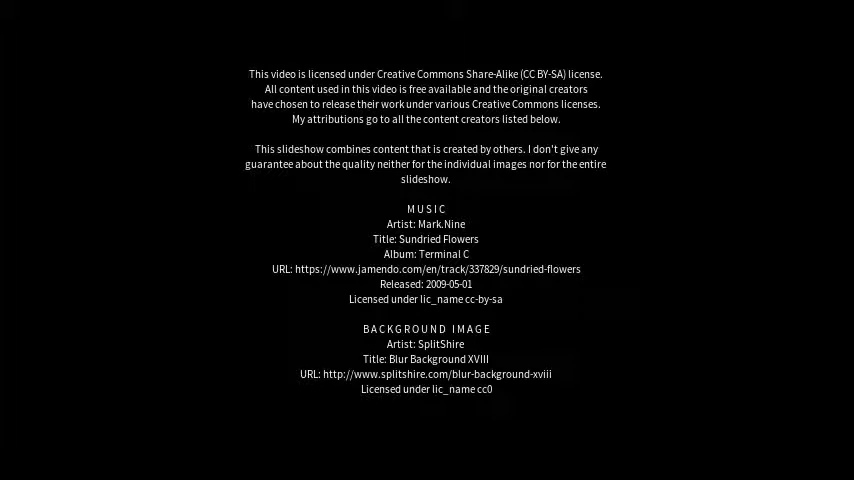 This video is licensed under Creative Commons Share-Alike (CC BY-SA) license.
All content used in this video is free available and the original creators
have chosen to release their work under various Creative Commons licenses.
My attributions go to all the content creators listed below.
This slideshow combines content that is created by others. I don't give any
guarantee about the quality neither for the individual images nor for the entire
slideshow.
MUSIC
Artist: Mark.Nine
Title: Sundried Flowers
Album: Terminal C
URL: https://www.jamendo.com/en/track/337829/sundried-flowers
Released: 2009-05-01
Licensed under lic_name cc-by-sa
BACKGROUND IMAGE
Artist: SplitShire
Title: Blur Background XVIII
URL: http://www.splitshire.com/blur-background-xviii
Licensed under lic_name cc0